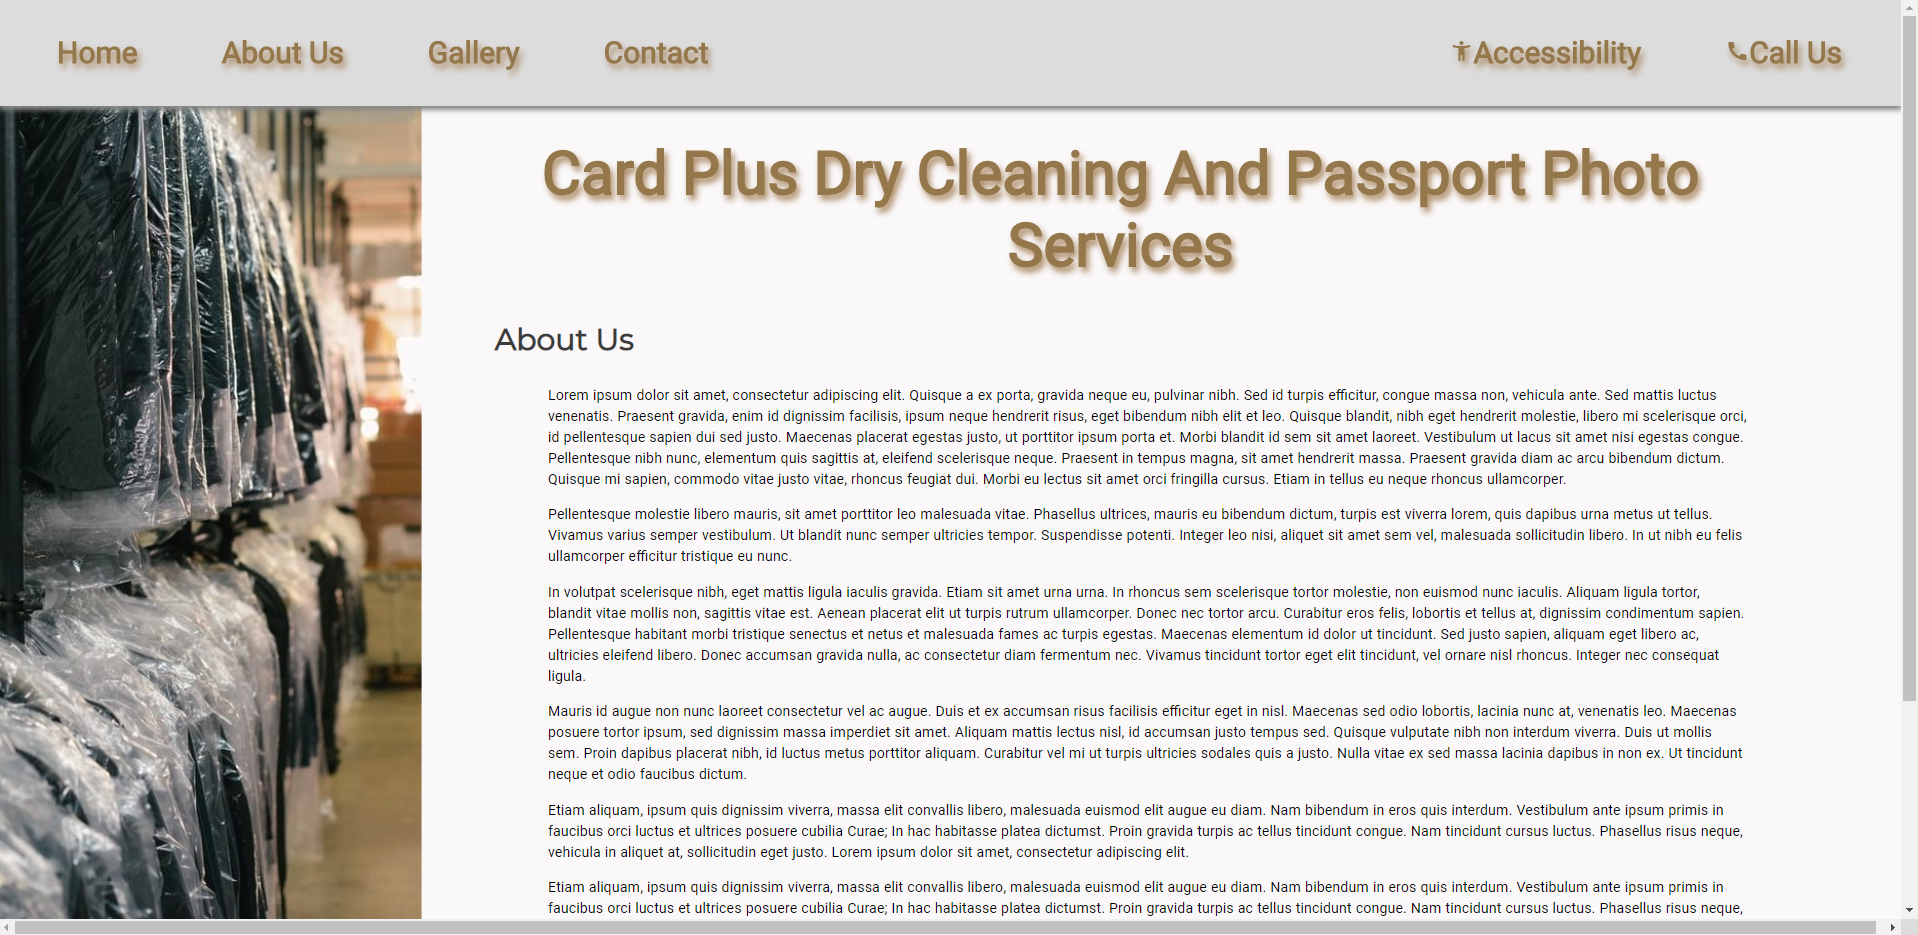 Home About Us Gallery Contact Accessibility Call Us
Card Plus Dry Cleaning And Passport Photo
Services
About Us
Lorem ipsum dolor sit amet, consectetur adipiscing elit. Quisque a ex porta, gravida neque eu, pulvinar nibh. Sed id turpis efficitur, congue massa non, vehicula ante. Sed mattis luctus
venenatis. Praesent gravida, enim id dignissim facilisis, ipsum neque hendrerit risus, eget bibendum nibh elit et leo. Quisque blandit, nibh eget hendrerit molestie, libero mi scelerisque orci,
id pellentesque sapien dui sed justo. Maecenas placerat egestas justo, ut porttitor ipsum porta et. Morbi blandit id sem sit amet laoreet. Vestibulum ut lacus sit amet nisi egestas congue.
Pellentesque nibh nunc, elementum quis sagittis at, eleifend scelerisque neque. Praesent in tempus magna, sit amet hendrerit massa. Praesent gravida diam ac arcu bibendum dictum.
Quisque mi sapien, commodo vitae justo vitae, rhoncus feugiat dui. Morbi eu lectus sit amet orci fringilla cursus. Etiam in tellus eu neque rhoncus ullamcorper.
Pellentesque molestie libero mauris, sit amet porttitor leo malesuada vitae. Phasellus ultrices, mauris eu bibendum dictum, turpis est viverra lorem, quis dapibus urna metus ut tellus.
Vivamus varius semper vestibulum. Ut blandit nunc semper ultricies tempor. Suspendisse potenti. Integer leo nisi, aliquet sit amet sem vel, malesuada sollicitudin libero. In ut nibh eu felis
ullamcorper efficitur tristique eu nunc.
In volutpat scelerisque nibh, eget mattis ligula iaculis gravida. Etiam sit amet urna urna. In rhoncus sem scelerisque tortor molestie, non euismod nunc iaculis. Aliquam ligula tortor,
blandit vitae mollis non, sagittis vitae est. Aenean placerat elit ut turpis rutrum ullamcorper. Donec nec tortor arcu. Curabitur eros felis, lobortis et tellus at, dignissim condimentum sapien.
Pellentesque habitant morbi tristique senectus et netus et malesuada fames ac turpis egestas. Maecenas elementum id dolor ut tincidunt. Sed justo sapien, aliquam eget libero ac,
ultricies eleifend libero. Donec accumsan gravida nulla, ac consectetur diam fermentum nec. Vivamus tincidunt tortor eget elit tincidunt, vel ornare nisl rhoncus. Integer nec consequat
ligula.
Mauris id augue non nunc laoreet consectetur vel ac augue. Duis et ex accumsan risus facilisis efficitur eget in nisl. Maecenas sed odio lobortis, lacinia nunc at, venenatis leo. Maecenas
posuere tortor ipsum, sed dignissim massa imperdiet sit amet. Aliquam mattis lectus nisl, id accumsan justo tempus sed. Quisque vulputate nibh non interdum viverra. Duis ut mollis
sem. Proin dapibus placerat nibh, id luctus metus porttitor aliquam. Curabitur vel mi ut turpis ultricies sodales quis a justo. Nulla vitae ex sed massa lacinia dapibus in non ex. Ut tincidunt
neque et odio faucibus dictum.
Etiam aliquam, ipsum quis dignissim viverra, massa elit convallis libero, malesuada euismod elit augue eu diam. Nam bibendum in eros quis interdum. Vestibulum ante ipsum primis in
faucibus orci luctus et ultrices posuere cubilia Curae; In hac habitasse platea dictumst. Proin gravida turpis ac tellus tincidunt congue. Nam tincidunt cursus luctus. Phasellus risus neque,
vehicula in aliquet at, sollicitudin eget justo. Lorem ipsum dolor sit amet, consectetur adipiscing elit.
Etiam aliquam, ipsum quis dignissim viverra, massa elit convallis libero, malesuada euismod elit augue eu diam. Nam bibendum in eros quis interdum. Vestibulum ante ipsum primis in
faucibus orci luctus et ultrices posuere cubilia Curae; In hac habitasse platea dictumst. Proin gravida turpis ac tellus tincidunt congue. Nam tincidunt cursus luctus. Phasellus risus neque,